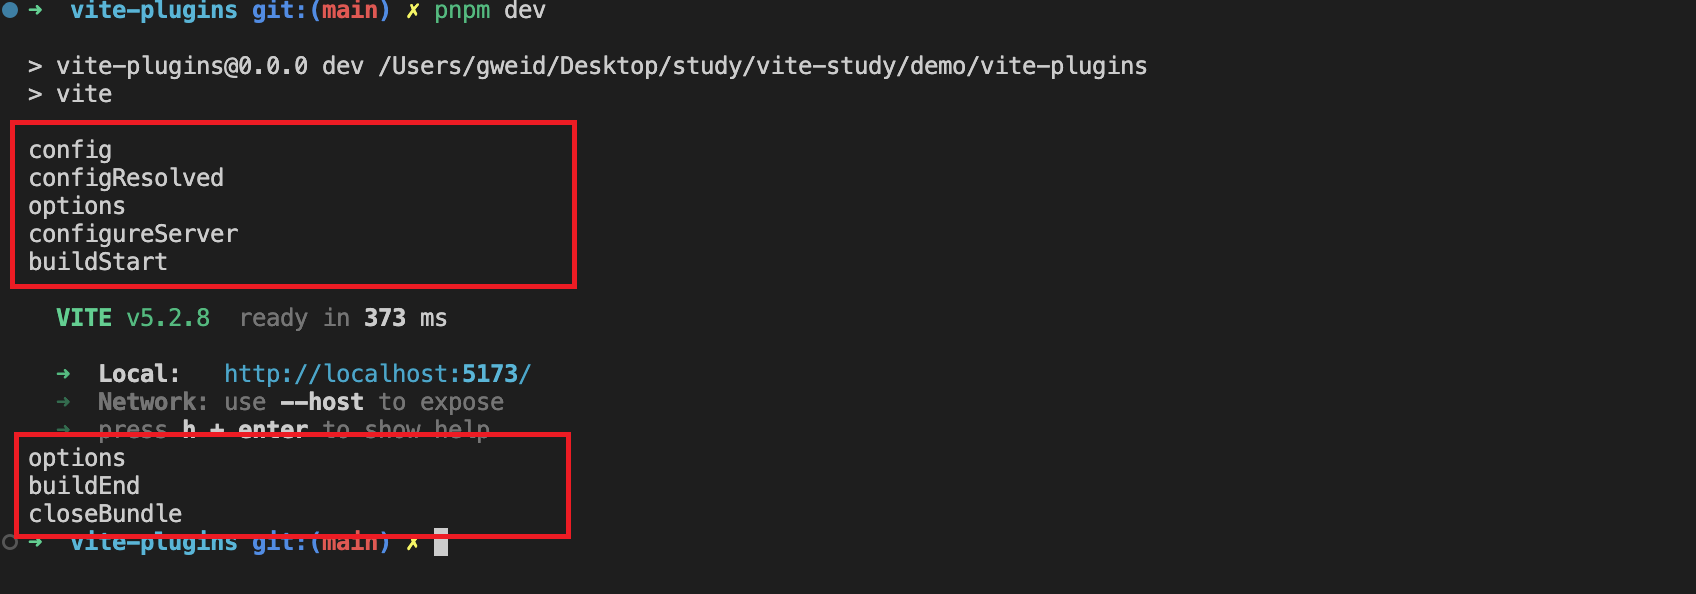 ➜ vite-plugins git:(main) ✗ pnpm dev
> vite-plugins@0.0.0 dev /Users/gweid/Desktop/study/vite-study/demo/vite-plugins
> vite
config
configResolved
options
configureServer
buildStart
VITE v5.2.8 ready in 373 ms
➜ Local: http://localhost:5173/
➜ Network: use --host to expose
➜ press h + enter to show help
options
buildEnd
closeBundle
➜ vite-plugins git:(main) ✗